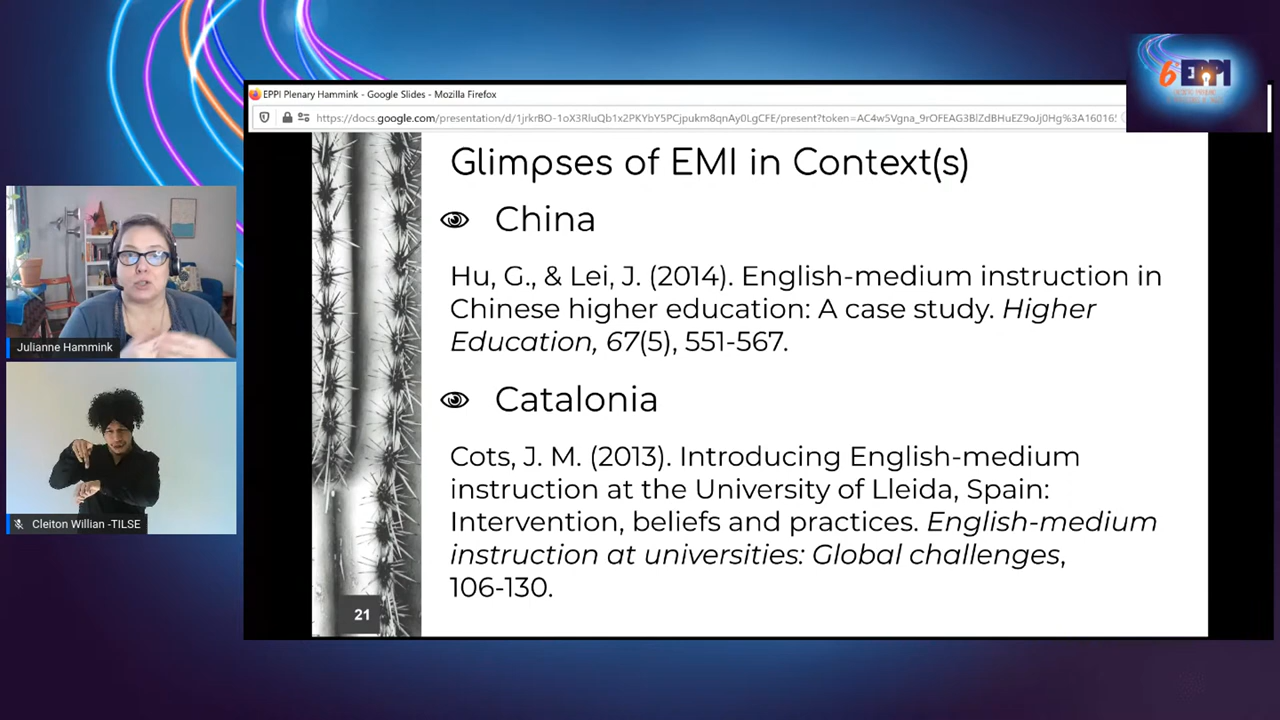 6EPPI
EPPI Plenary Hammink - Google Slides - Mozilla Firefox
Glimpses of EMI in Context(s)
China
Hu, G., & Lei, J. (2014). English-medium instruction in
Chinese higher education: A case study. Higher
Education, 67(5), 551-567.
Catalonia
Cots, J. M. (2013). Introducing English-medium
instruction at the University of Lleida, Spain:
Intervention, beliefs and practices. English-medium
instruction at universities: Global challenges,
106-130.
21
Julianne Hammink
Cleiton Willian -TILSE